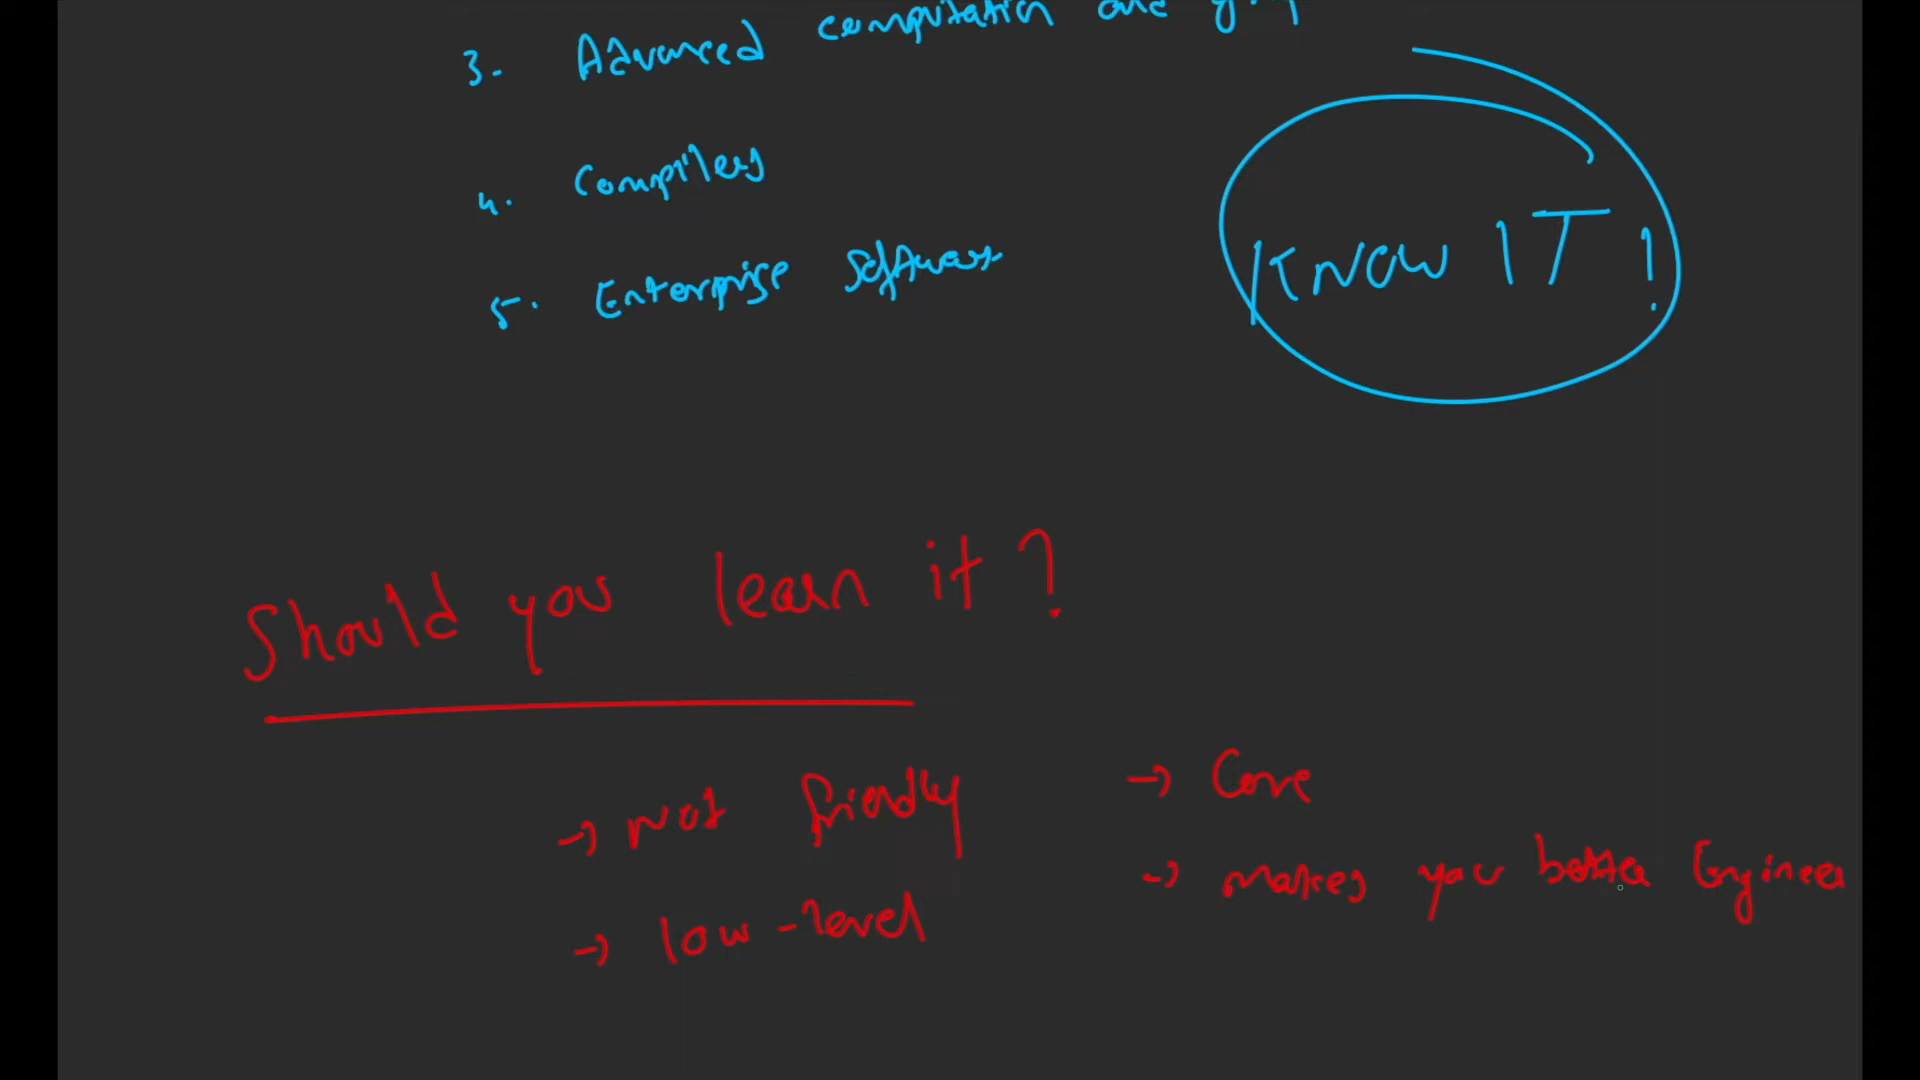 3. Advanced computation and
4. Compilers
5. Enterprise Software
KNOW IT!
Should you learn it?
→ Not friendly
→ low-level
→ Core
→ Makes you better Engineer